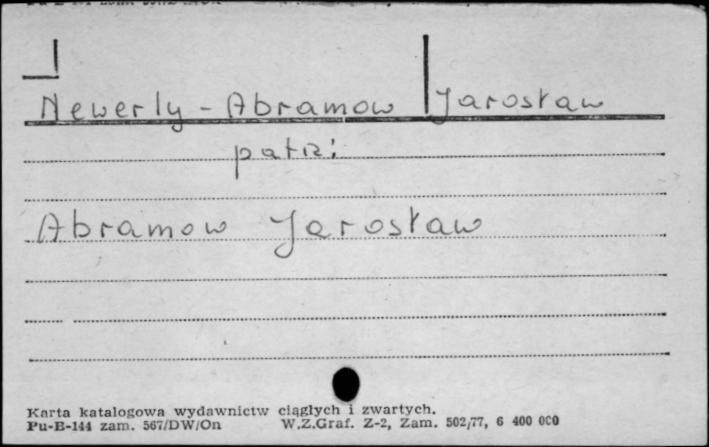 Newerly-Abramow Jarosław
patrz:
Abramow Jarosław
Karta katalogowa wydawnictw ciągłych i zwartych.
Pu-B-144 zam. 567/DW/On W.Z.Graf. Z-2, Zam. 502/77, 6 400 000